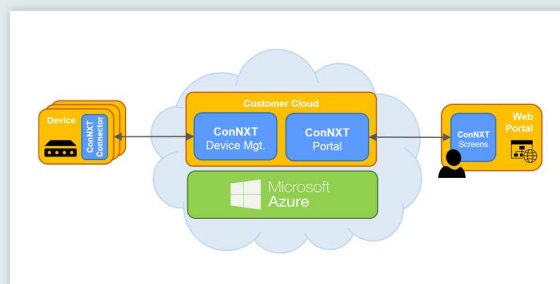 Device
ConNXT
Connector
Customer Cloud
ConNXT
Device Mgt.
ConNXT
Portal
Microsoft
Azure
Web
Portal
ConNXT
Screens